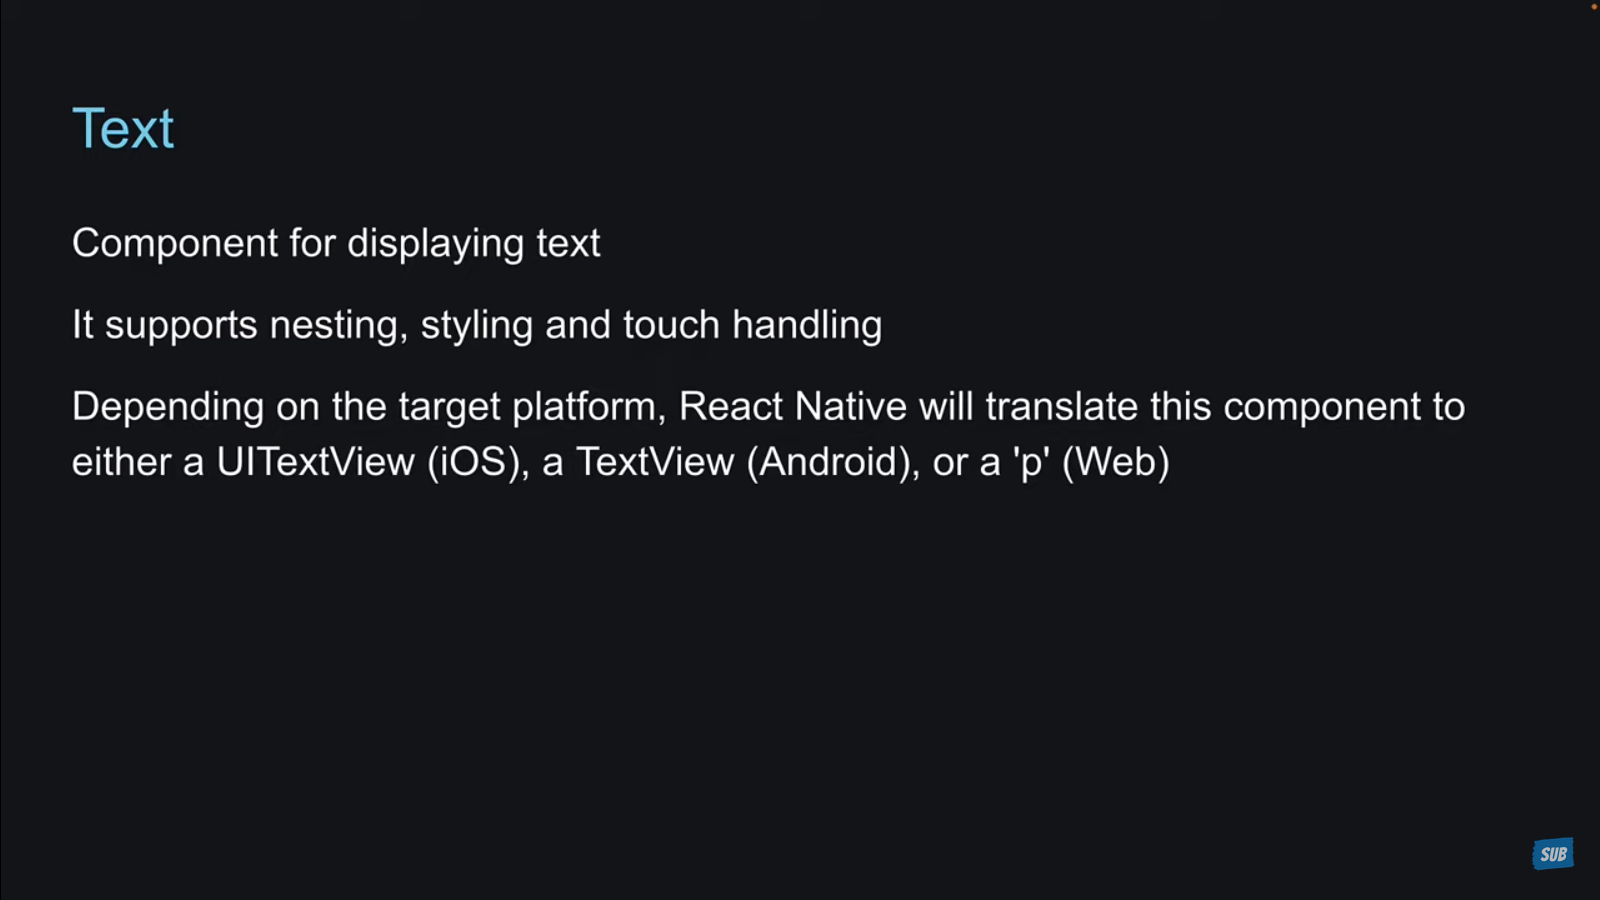 Text
Component for displaying text
It supports nesting, styling and touch handling
Depending on the target platform, React Native will translate this component to
either a UITextView (iOS), a TextView (Android), or a 'p' (Web)
SUB